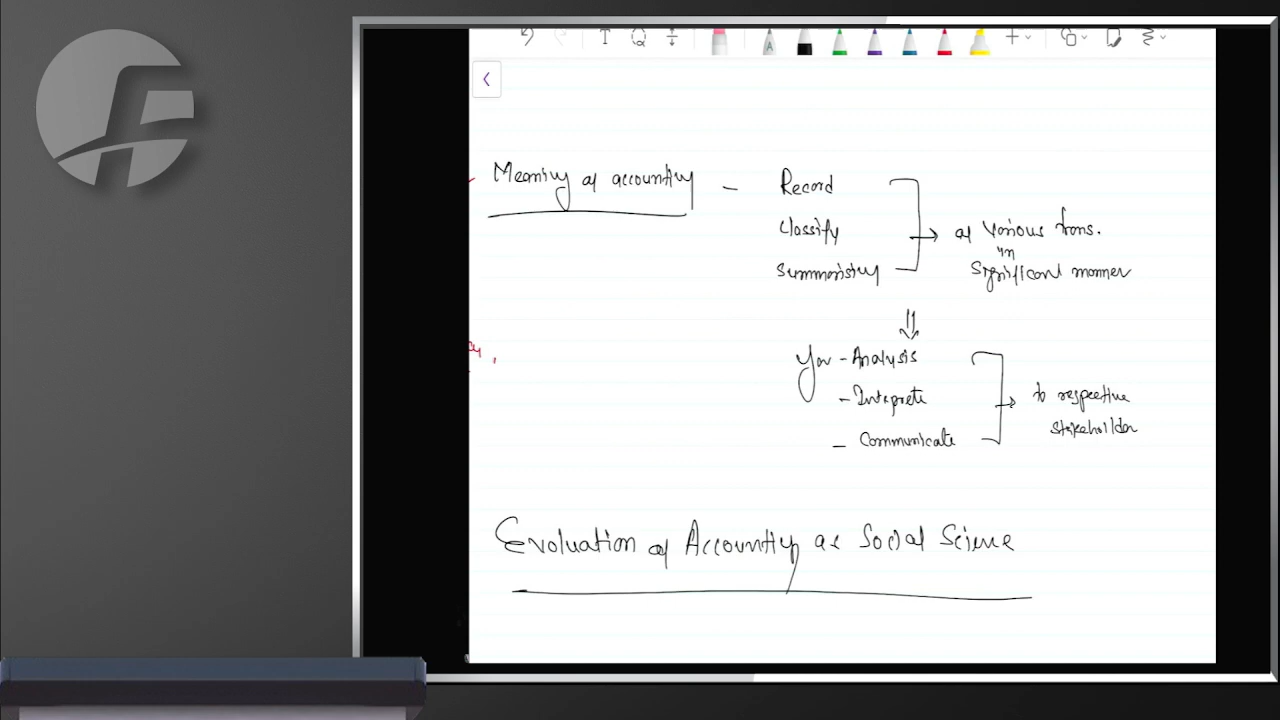 Meaning of accounting - Record
Classify
Summarising
→ of various trans.
in
significant manner
⇓
You - Analysis
- Interprete
- Communicate
→ to respective
stakeholder
Evaluation of Accounting as Social Science